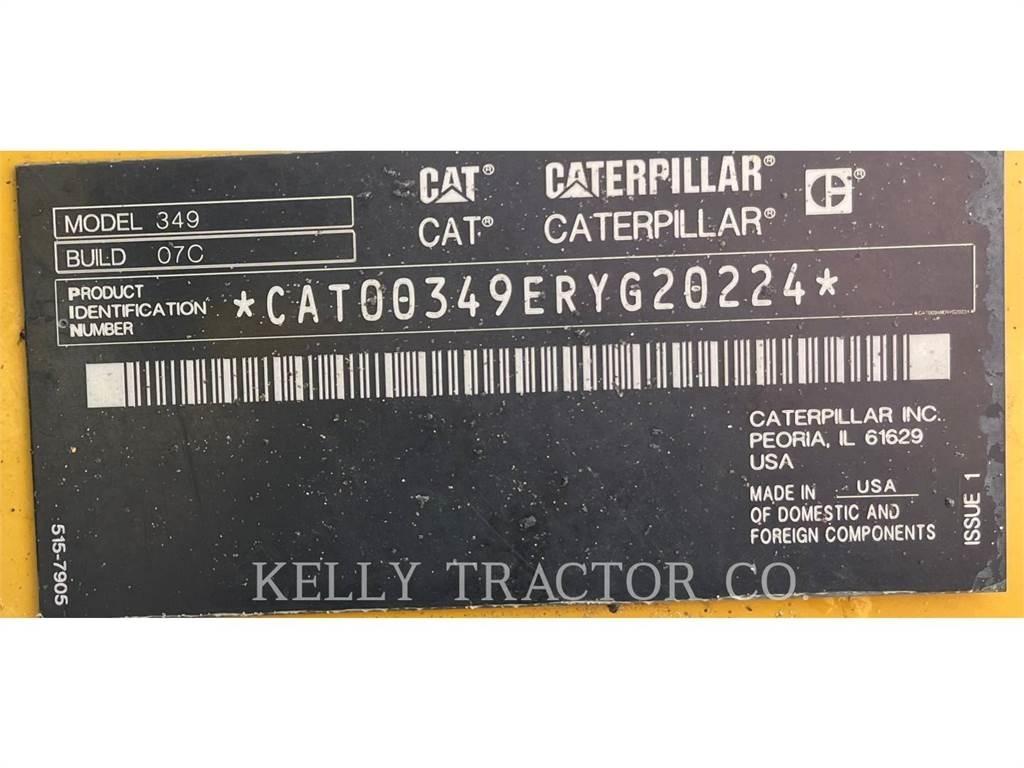 CAT® CATERPILLAR® ®
CAT® CATERPILLAR®
MODEL 349
BUILD 07C
PRODUCT
IDENTIFICATION
NUMBER
*CAT00349ERYG20224*
*CAT00349ERYG20224*
CATERPILLAR INC.
PEORIA, IL 61629
USA
MADE IN USA
OF DOMESTIC AND
FOREIGN COMPONENTS
ISSUE 1
515-7905
KELLY TRACTOR CO.